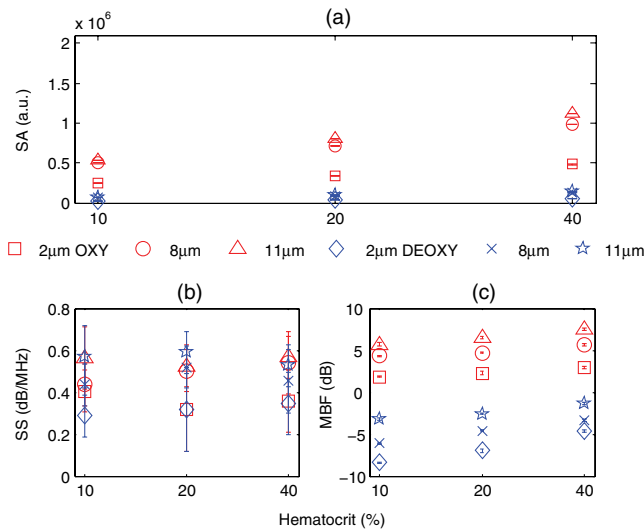 (a)
x 10⁶
2
1.5
1
0.5
0
SA (a.u.)
10 20 40
2μm OXY 8μm 11μm 2μm DEOXY 8μm 11μm
(b)
0.8
0.6
0.4
0.2
0
SS (dB/MHz)
10 20 40
(c)
10
5
0
−5
−10
MBF (dB)
10 20 40
Hematocrit (%)